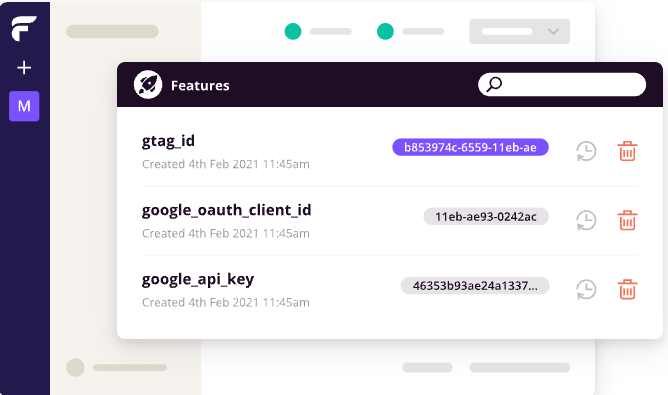 M
Features
gtag_id
b853974c-6559-11eb-ae
Created 4th Feb 2021 11:45am
google_oauth_client_id
11eb-ae93-0242ac
Created 4th Feb 2021 11:45am
google_api_key
46353b93ae24a1337...
Created 4th Feb 2021 11:45am